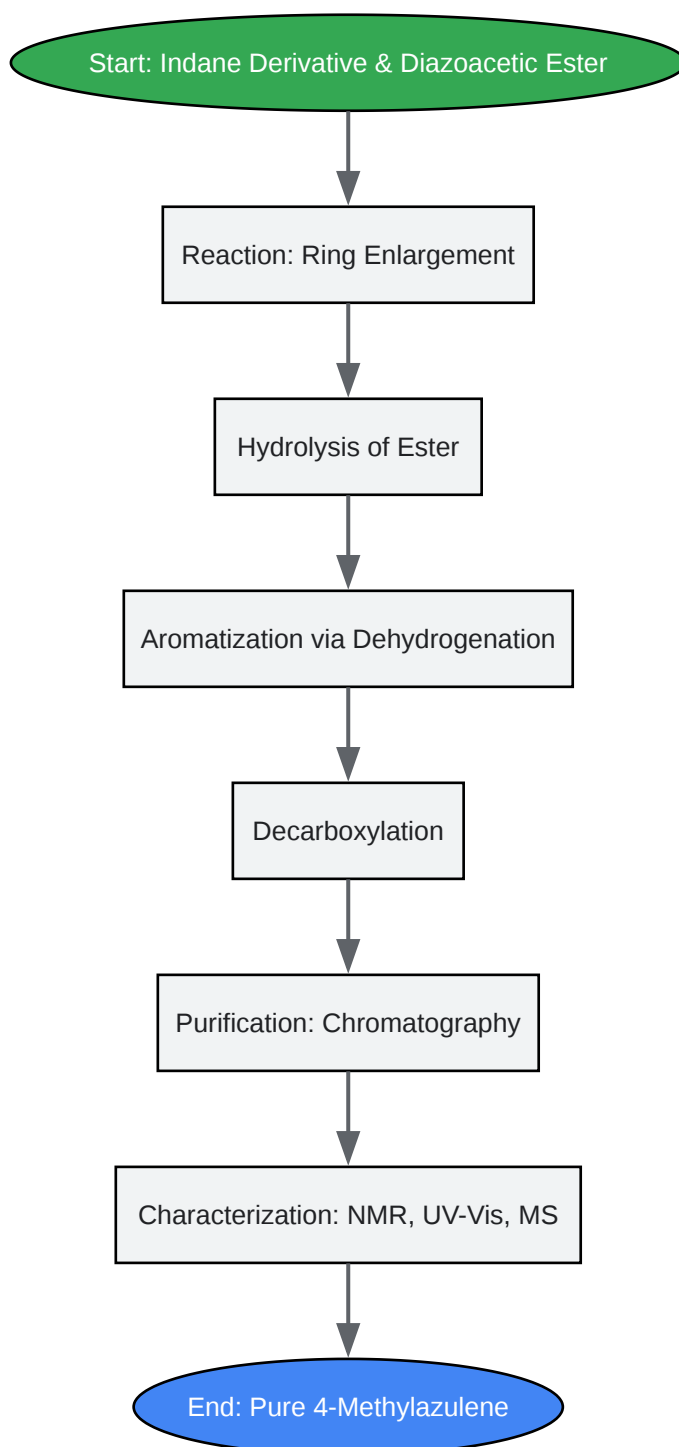 Start: Indane Derivative & Diazoacetic Ester
Reaction: Ring Enlargement
Hydrolysis of Ester
Aromatization via Dehydrogenation
Decarboxylation
Purification: Chromatography
Characterization: NMR, UV-Vis, MS
End: Pure 4-Methylazulene